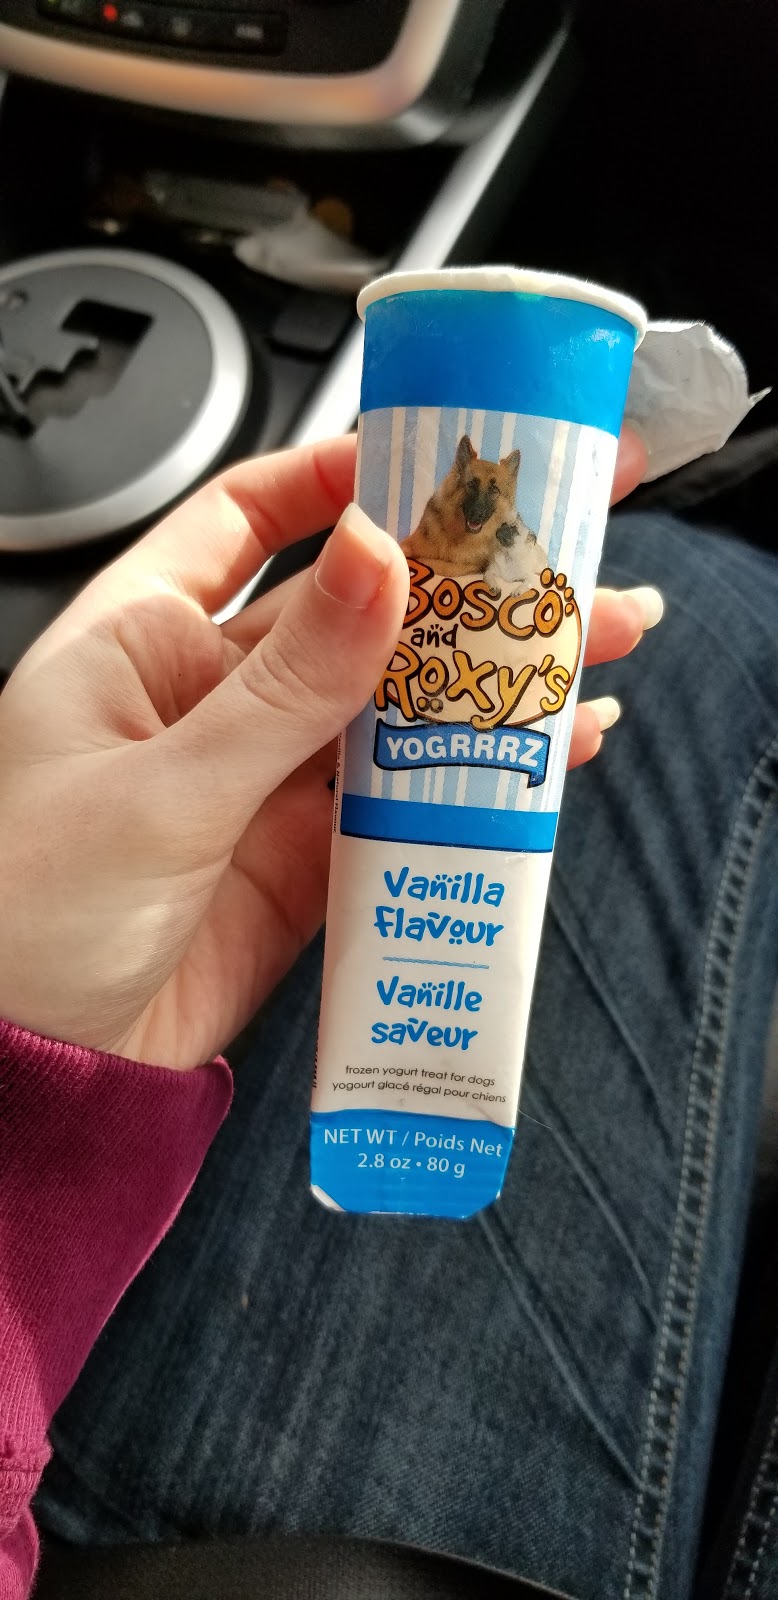 Bosco
and
Roxy's
YOGRRRZ
Vanilla
flavour
Vanille
saveur
frozen yogurt treat for dogs
yogourt glacé régal pour chiens
NET WT / Poids Net
2.8 oz • 80 g